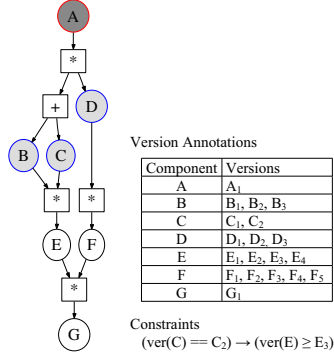 A
*
+
D
B
C
*
*
E
F
*
G
Version Annotations
Component Versions
A A₁
B B₁, B₂, B₃
C C₁, C₂
D D₁, D₂, D₃
E E₁, E₂, E₃, E₄
F F₁, F₂, F₃, F₄, F₅
G G₁
Constraints
(ver(C) == C₂) → (ver(E) ≥ E₃)